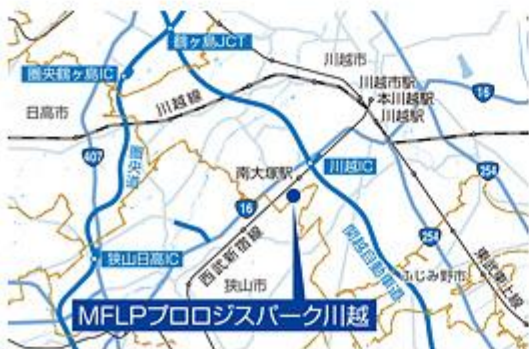 鶴ヶ島JCT
圏央鶴ヶ島IC
川越市
川越市駅
本川越駅
川越駅
日高市
川越線
16
407
圏央道
南大塚駅
川越IC
254
16
狭山日高IC
西武新宿線
狭山市
関越自動車道
254
ふじみ野市
東武東上線
MFLPプロロジスパーク川越